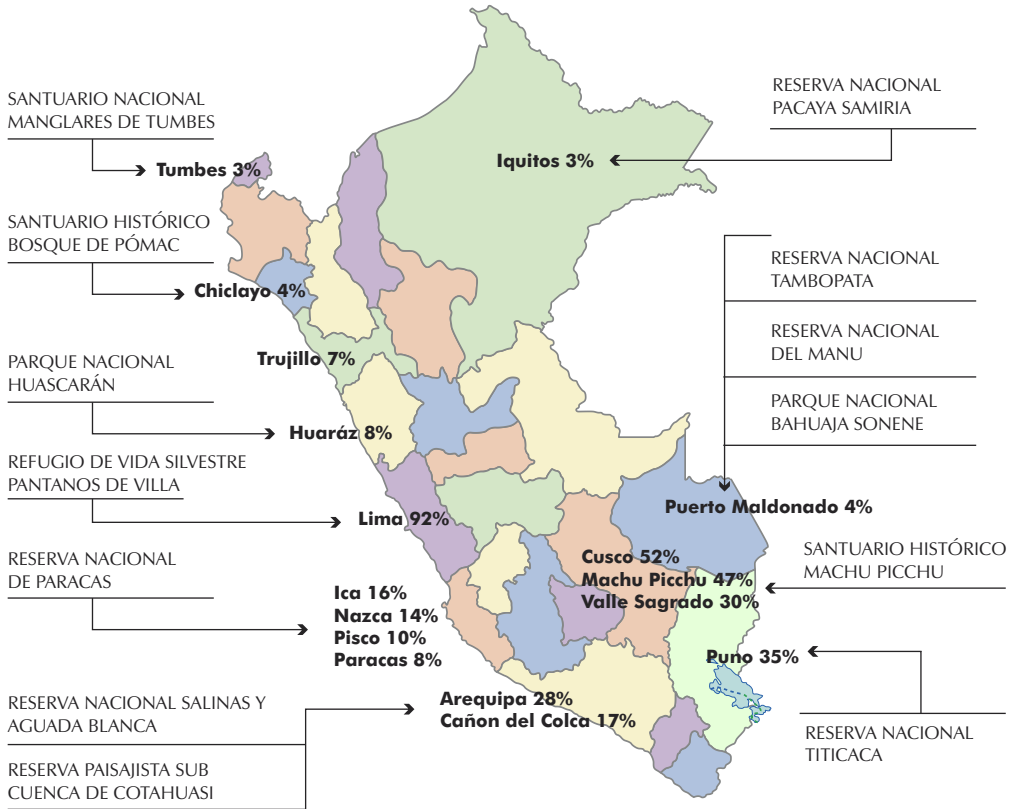 SANTUARIO NACIONAL
MANGLARES DE TUMBES
Tumbes 3%
SANTUARIO HISTÓRICO
BOSQUE DE PÓMAC
Chiclayo 4%
Trujillo 7%
PARQUE NACIONAL
HUASCARÁN
Huaráz 8%
REFUGIO DE VIDA SILVESTRE
PANTANOS DE VILLA
Lima 92%
RESERVA NACIONAL
DE PARACAS
Ica 16%
Nazca 14%
Pisco 10%
Paracas 8%
RESERVA NACIONAL SALINAS Y
AGUADA BLANCA
RESERVA PAISAJISTA SUB
CUENCA DE COTAHUASI
Arequipa 28%
Cañon del Colca 17%
RESERVA NACIONAL
PACAYA SAMIRIA
Iquitos 3%
RESERVA NACIONAL
TAMBOPATA
RESERVA NACIONAL
DEL MANU
PARQUE NACIONAL
BAHUAJA SONENE
Puerto Maldonado 4%
Cusco 52%
Machu Picchu 47%
Valle Sagrado 30%
SANTUARIO HISTÓRICO
MACHU PICCHU
Puno 35%
RESERVA NACIONAL
TITICACA